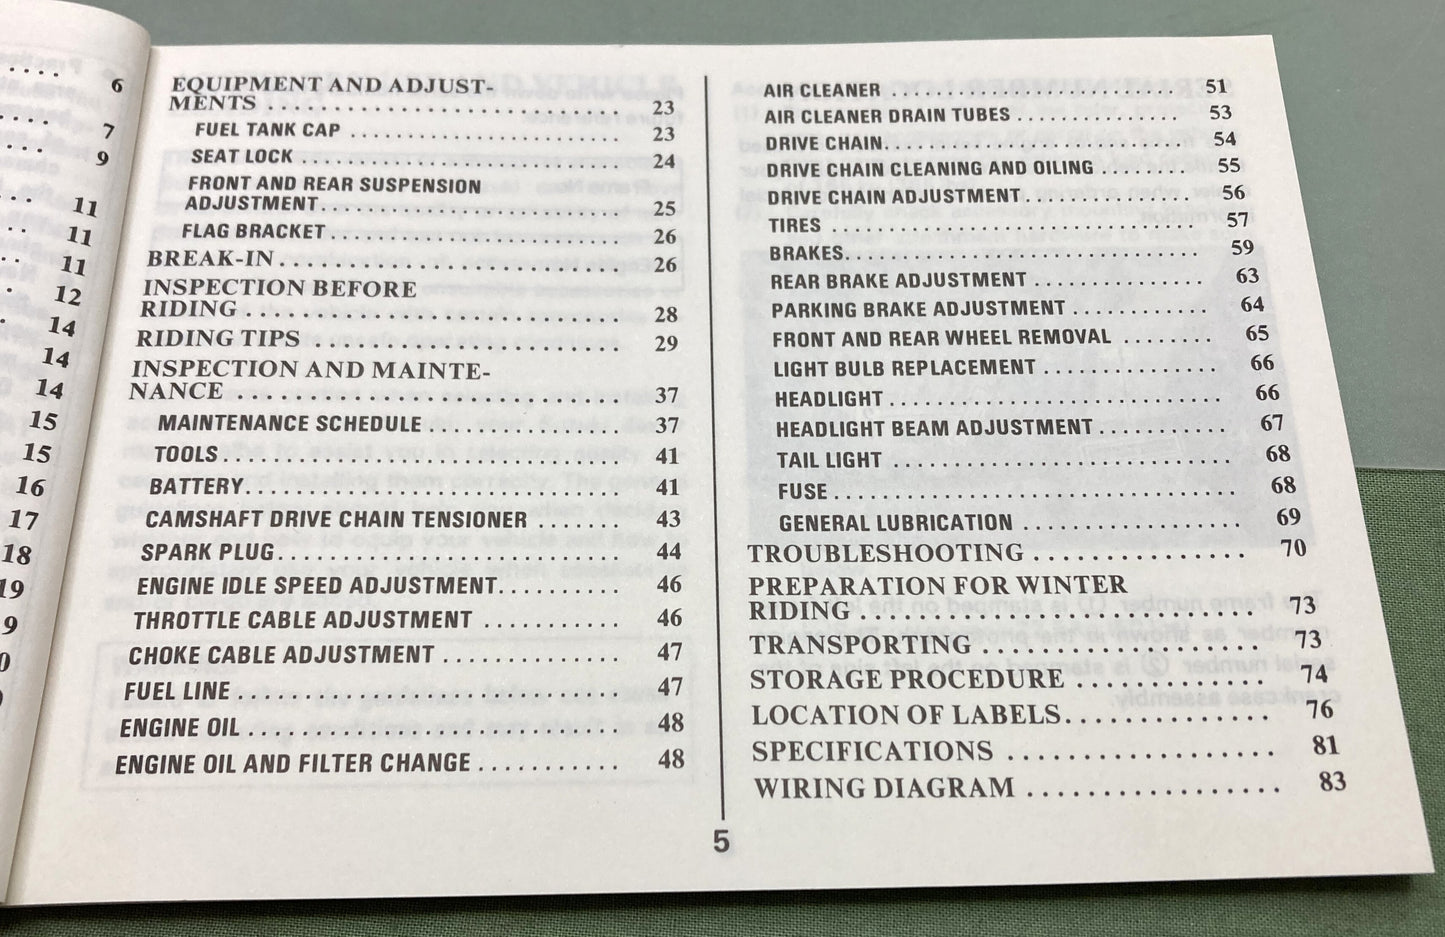 6
7
9
11
11
11
12
14
14
14
15
15
16
17
18
19
9
EQUIPMENT AND ADJUST-
MENTS . . . . . . . . . . . . . . . . . . . 23
FUEL TANK CAP . . . . . . . . . . . . . . . 23
SEAT LOCK . . . . . . . . . . . . . . . . . . 24
FRONT AND REAR SUSPENSION
ADJUSTMENT. . . . . . . . . . . . . . . . . 25
FLAG BRACKET . . . . . . . . . . . . . . . . 26
BREAK-IN . . . . . . . . . . . . . . . . . . 26
INSPECTION BEFORE
RIDING . . . . . . . . . . . . . . . . . . . . 28
RIDING TIPS . . . . . . . . . . . . . . . . 29
INSPECTION AND MAINTE-
NANCE . . . . . . . . . . . . . . . . . . . . 37
MAINTENANCE SCHEDULE . . . . . . . . . . 37
TOOLS . . . . . . . . . . . . . . . . . . . . 41
BATTERY . . . . . . . . . . . . . . . . . . . 41
CAMSHAFT DRIVE CHAIN TENSIONER . . . . . 43
SPARK PLUG . . . . . . . . . . . . . . . . . 44
ENGINE IDLE SPEED ADJUSTMENT. . . . . . . 46
THROTTLE CABLE ADJUSTMENT . . . . . . . . 46
CHOKE CABLE ADJUSTMENT . . . . . . . . . . 47
FUEL LINE . . . . . . . . . . . . . . . . . . 47
ENGINE OIL . . . . . . . . . . . . . . . . . . 48
ENGINE OIL AND FILTER CHANGE . . . . . . . 48
AIR CLEANER . . . . . . . . . . . . . . . . . 51
AIR CLEANER DRAIN TUBES . . . . . . . . . . 53
DRIVE CHAIN. . . . . . . . . . . . . . . . . . 54
DRIVE CHAIN CLEANING AND OILING . . . . . . 55
DRIVE CHAIN ADJUSTMENT . . . . . . . . . . . 56
TIRES . . . . . . . . . . . . . . . . . . . . . 57
BRAKES. . . . . . . . . . . . . . . . . . . . . 59
REAR BRAKE ADJUSTMENT . . . . . . . . . . . 63
PARKING BRAKE ADJUSTMENT . . . . . . . . . . 64
FRONT AND REAR WHEEL REMOVAL . . . . . . . 65
LIGHT BULB REPLACEMENT . . . . . . . . . . . 66
HEADLIGHT . . . . . . . . . . . . . . . . . . . 66
HEADLIGHT BEAM ADJUSTMENT . . . . . . . . . 67
TAIL LIGHT . . . . . . . . . . . . . . . . . . . 68
FUSE . . . . . . . . . . . . . . . . . . . . . . 68
GENERAL LUBRICATION . . . . . . . . . . . . 69
TROUBLESHOOTING . . . . . . . . . . . . 70
PREPARATION FOR WINTER
RIDING . . . . . . . . . . . . . . . . . . . . 73
TRANSPORTING . . . . . . . . . . . . . . . 73
STORAGE PROCEDURE . . . . . . . . . . 74
LOCATION OF LABELS. . . . . . . . . . . 76
SPECIFICATIONS . . . . . . . . . . . . . . 81
WIRING DIAGRAM . . . . . . . . . . . . . 83
5